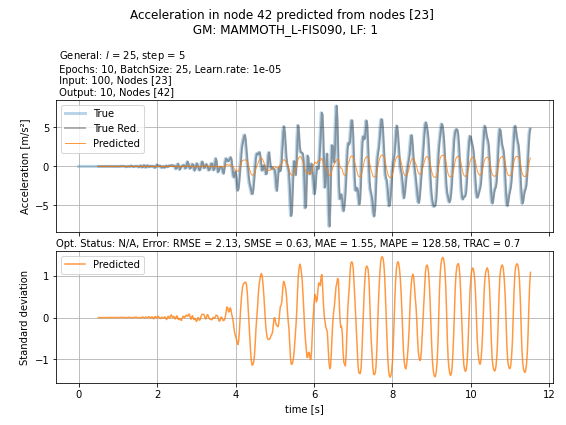 Acceleration in node 42 predicted from nodes [23]
GM: MAMMOTH_L-FIS090, LF: 1
General: l = 25, step = 5
Epochs: 10, BatchSize: 25, Learn.rate: 1e-05
Input: 100, Nodes [23]
Output: 10, Nodes [42]
True
True Red.
Predicted
5
0
−5
Acceleration [m/s²]
Opt. Status: N/A, Error: RMSE = 2.13, SMSE = 0.63, MAE = 1.55, MAPE = 128.58, TRAC = 0.7
Predicted
1
0
−1
Standard deviation
0 2 4 6 8 10 12
time [s]